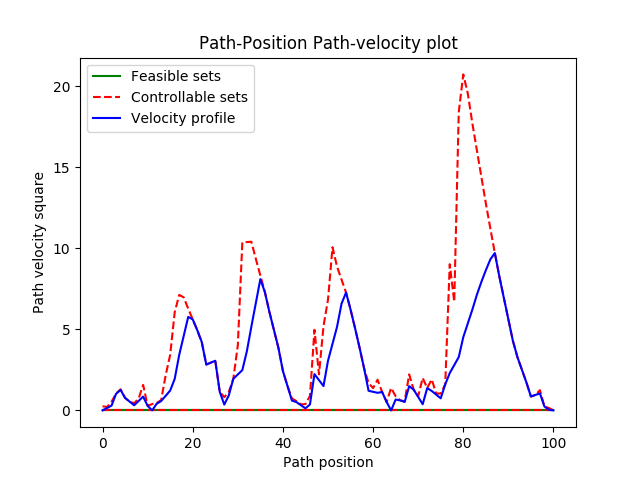 Path-Position Path-velocity plot
Feasible sets
Controllable sets
Velocity profile
20
15
10
5
0
Path velocity square
0 20 40 60 80 100
Path position